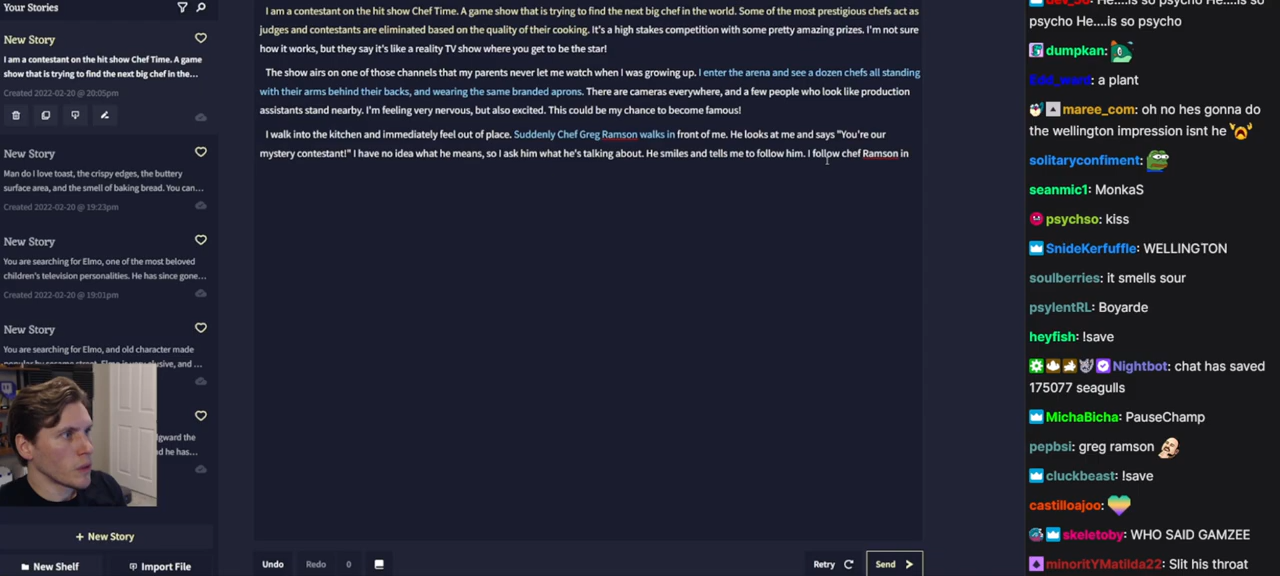 Your Stories
New Story
I am a contestant on the hit show Chef Time. A game
show that is trying to find the next big chef in the...
Created 2022-02-20 @ 20:05pm
New Story
Man do I love toast, the crispy edges, the buttery
surface area, and the smell of baking bread. You can...
Created 2022-02-20 @ 19:23pm
New Story
You are searching for Elmo, one of the most beloved
children's television personalities. He has since gone...
Created 2022-02-20 @ 19:01pm
New Story
You are searching for Elmo, and old character made
+ New Story
New Shelf
Import File
I am a contestant on the hit show Chef Time. A game show that is trying to find the next big chef in the world. Some of the most prestigious chefs act as
judges and contestants are eliminated based on the quality of their cooking. It's a high stakes competition with some pretty amazing prizes. I'm not sure
how it works, but they say it's like a reality TV show where you get to be the star!
The show airs on one of those channels that my parents never let me watch when I was growing up. I enter the arena and see a dozen chefs all standing
with their arms behind their backs, and wearing the same branded aprons. There are cameras everywhere, and a few people who look like production
assistants stand nearby. I'm feeling very nervous, but also excited. This could be my chance to become famous!
I walk into the kitchen and immediately feel out of place. Suddenly Chef Greg Ramson walks in front of me. He looks at me and says "You're our
mystery contestant!" I have no idea what he means, so I ask him what he's talking about. He smiles and tells me to follow him. I follow chef Ramson in
Undo
Redo
0
Retry
Send
psycho He....is so psycho He....is so
psycho He....is so psycho
dumpkan:
Edd_ward: a plant
maree_com: oh no hes gonna do
the wellington impression isnt he
solitaryconfiment:
seanmic1: MonkaS
psychso: kiss
SnideKerfuffle: WELLINGTON
soulberries: it smells sour
psylentRL: Boyarde
heyfish: !save
Nightbot: chat has saved
175077 seagulls
MichaBicha: PauseChamp
pepbsi: greg ramson
cluckbeast: !save
castilloajoo:
skeletoby: WHO SAID GAMZEE
minoritYMatilda22: Slit his throat